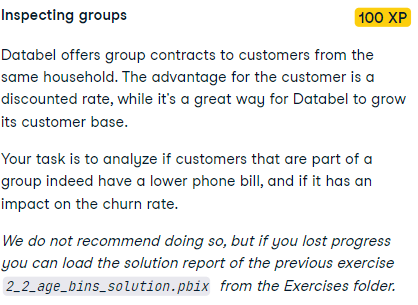 Inspecting groups
100 XP
Databel offers group contracts to customers from the
same household. The advantage for the customer is a
discounted rate, while it's a great way for Databel to grow
its customer base.
Your task is to analyze if customers that are part of a
group indeed have a lower phone bill, and if it has an
impact on the churn rate.
We do not recommend doing so, but if you lost progress
you can load the solution report of the previous exercise
2_2_age_bins_solution.pbix from the Exercises folder.